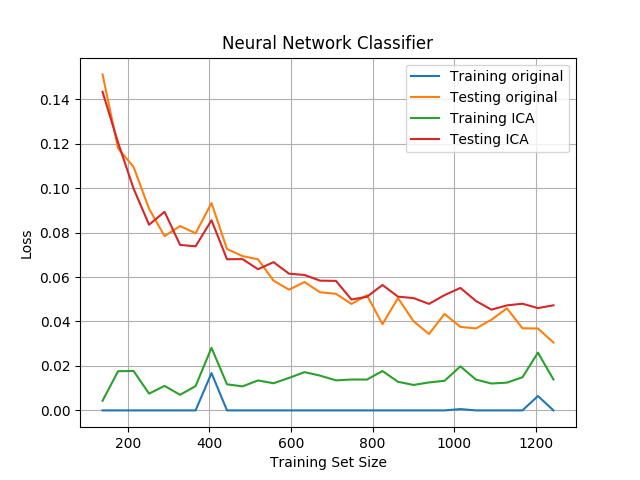 Neural Network Classifier
Training original
Testing original
Training ICA
Testing ICA
0.14
0.12
0.10
0.08
0.06
0.04
0.02
0.00
Loss
200 400 600 800 1000 1200
Training Set Size